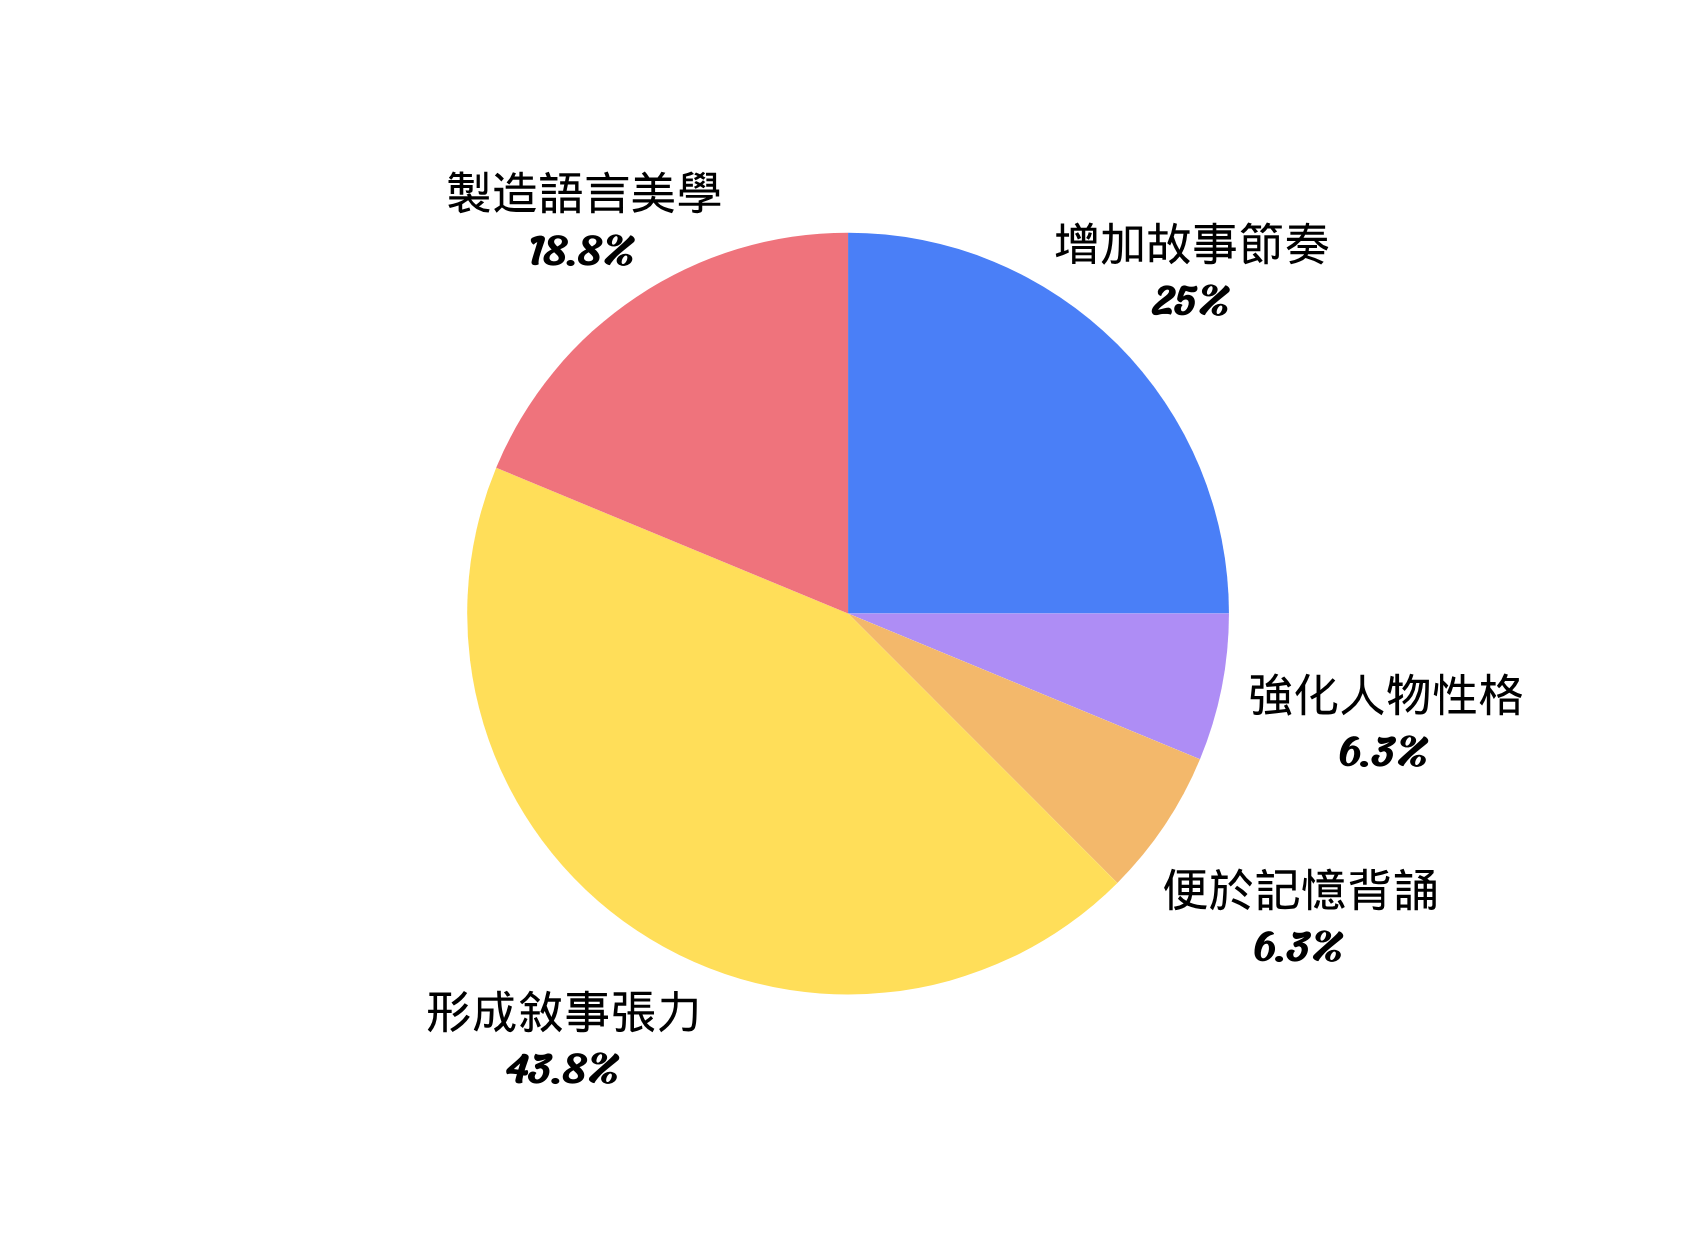 製造語言美學
18.8%
增加故事節奏
25%
強化人物性格
6.3%
便於記憶背誦
6.3%
形成敘事張力
43.8%